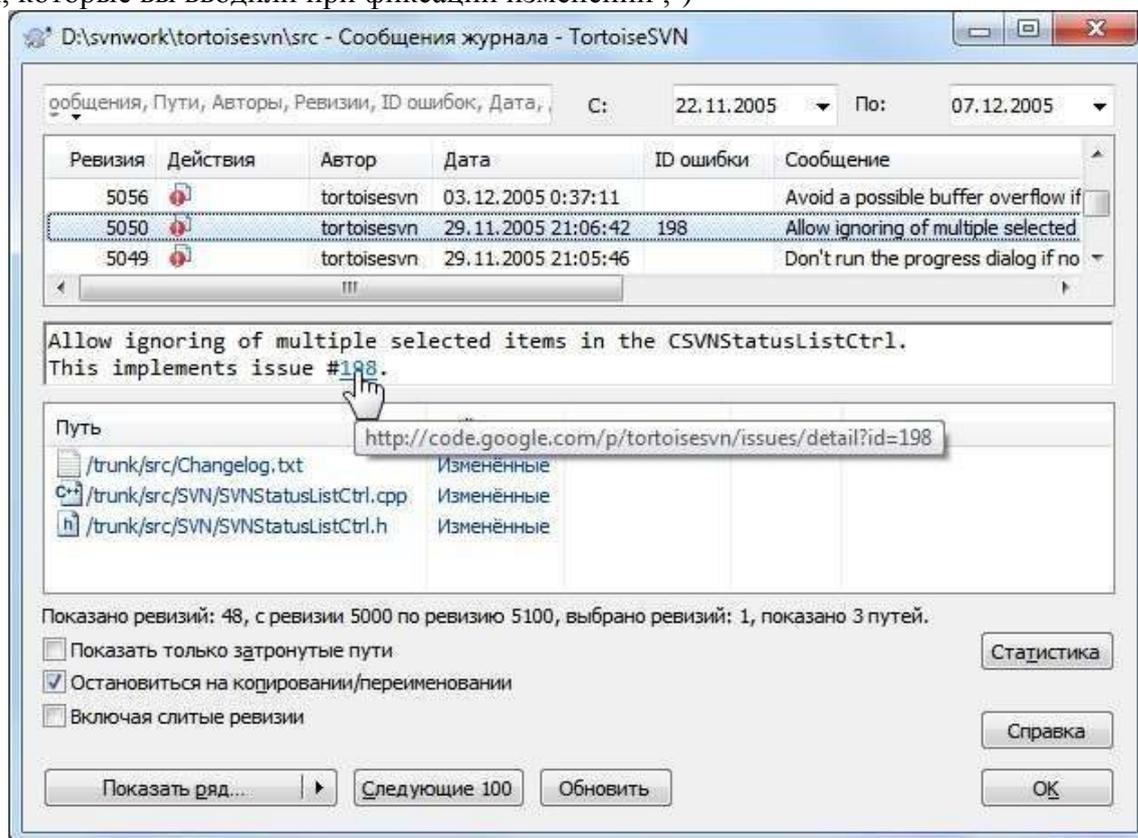 которые вы вводили при фиксации изменений ;-)
D:\svnwork\tortoisesvn\src - Сообщения журнала - TortoiseSVN
ообщения, Пути, Авторы, Ревизии, ID ошибок, Дата, С: 22.11.2005 По: 07.12.2005
Ревизия Действия Автор Дата ID ошибки Сообщение
5056 tortoisesvn 03.12.2005 0:37:11 Avoid a possible buffer overflow if
5050 tortoisesvn 29.11.2005 21:06:42 198 Allow ignoring of multiple selected
5049 tortoisesvn 29.11.2005 21:05:46 Don't run the progress dialog if no
Allow ignoring of multiple selected items in the CSVNStatusListCtrl.
This implements issue #198.
Путь
http://code.google.com/p/tortoisesvn/issues/detail?id=198
/trunk/src/Changelog.txt Изменённые
/trunk/src/SVN/SVNStatusListCtrl.cpp Изменённые
/trunk/src/SVN/SVNStatusListCtrl.h Изменённые
Показано ревизий: 48, с ревизии 5000 по ревизию 5100, выбрано ревизий: 1, показано 3 путей.
Показать только затронутые пути
Статистика
Остановиться на копировании/переименовании
Включая слитые ревизии
Справка
Показать ряд... Следующие 100 Обновить ОК